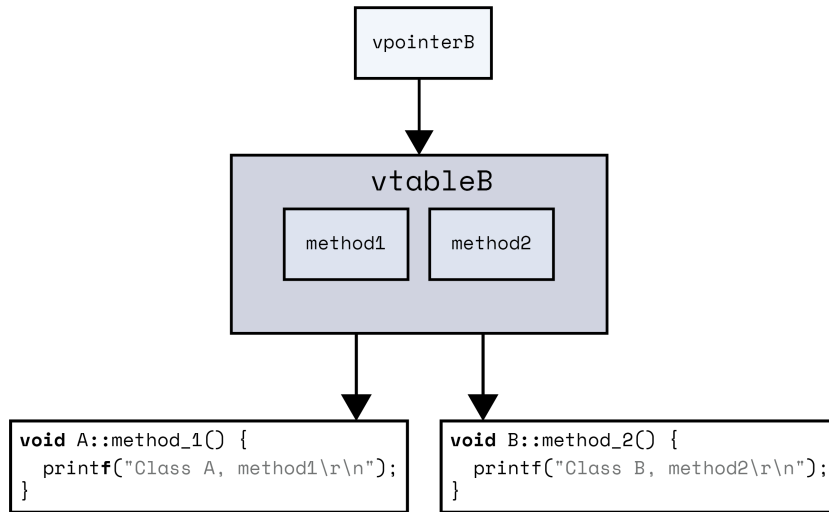 vpointerB
vtableB
method1
method2
void A::method_1() {
  printf("Class A, method1\r\n");
}
void B::method_2() {
  printf("Class B, method2\r\n");
}